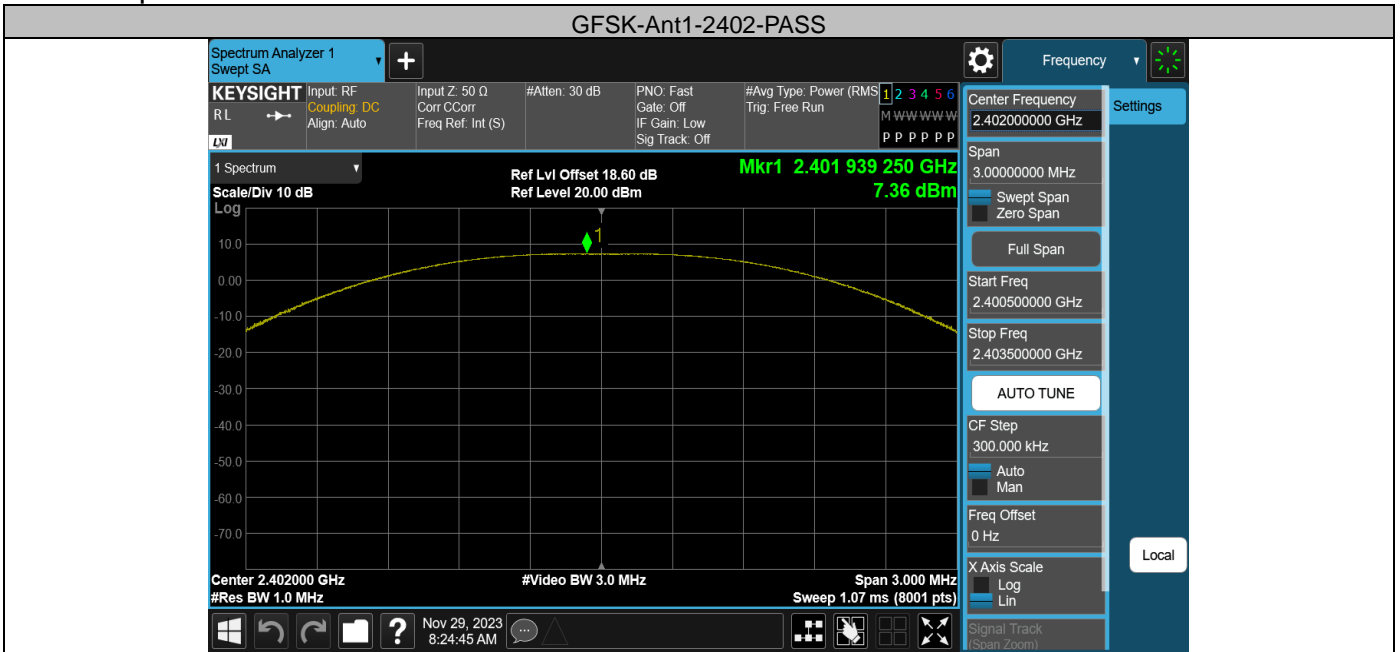 GFSK-Ant1-2402-PASS
Spectrum Analyzer 1
Swept SA
+
Frequency
KEYSIGHT
RL
LXI
Input: RF
Coupling: DC
Align: Auto
Input Z: 50 Ω
Corr CCorr
Freq Ref: Int (S)
#Atten: 30 dB
PNO: Fast
Gate: Off
IF Gain: Low
Sig Track: Off
#Avg Type: Power (RMS
Trig: Free Run
1 2 3 4 5 6
M W W W W W
P P P P P P
1 Spectrum
Scale/Div 10 dB
Log
Ref Lvl Offset 18.60 dB
Ref Level 20.00 dBm
Mkr1 2.401 939 250 GHz
7.36 dBm
1
10.0
0.00
-10.0
-20.0
-30.0
-40.0
-50.0
-60.0
-70.0
Center 2.402000 GHz
#Res BW 1.0 MHz
#Video BW 3.0 MHz
Span 3.000 MHz
Sweep 1.07 ms (8001 pts)
Center Frequency
2.402000000 GHz
Settings
Span
3.00000000 MHz
Swept Span
Zero Span
Full Span
Start Freq
2.400500000 GHz
Stop Freq
2.403500000 GHz
AUTO TUNE
CF Step
300.000 kHz
Auto
Man
Freq Offset
0 Hz
Local
X Axis Scale
Log
Lin
Signal Track
(Span Zoom)
?
Nov 29, 2023
8:24:45 AM